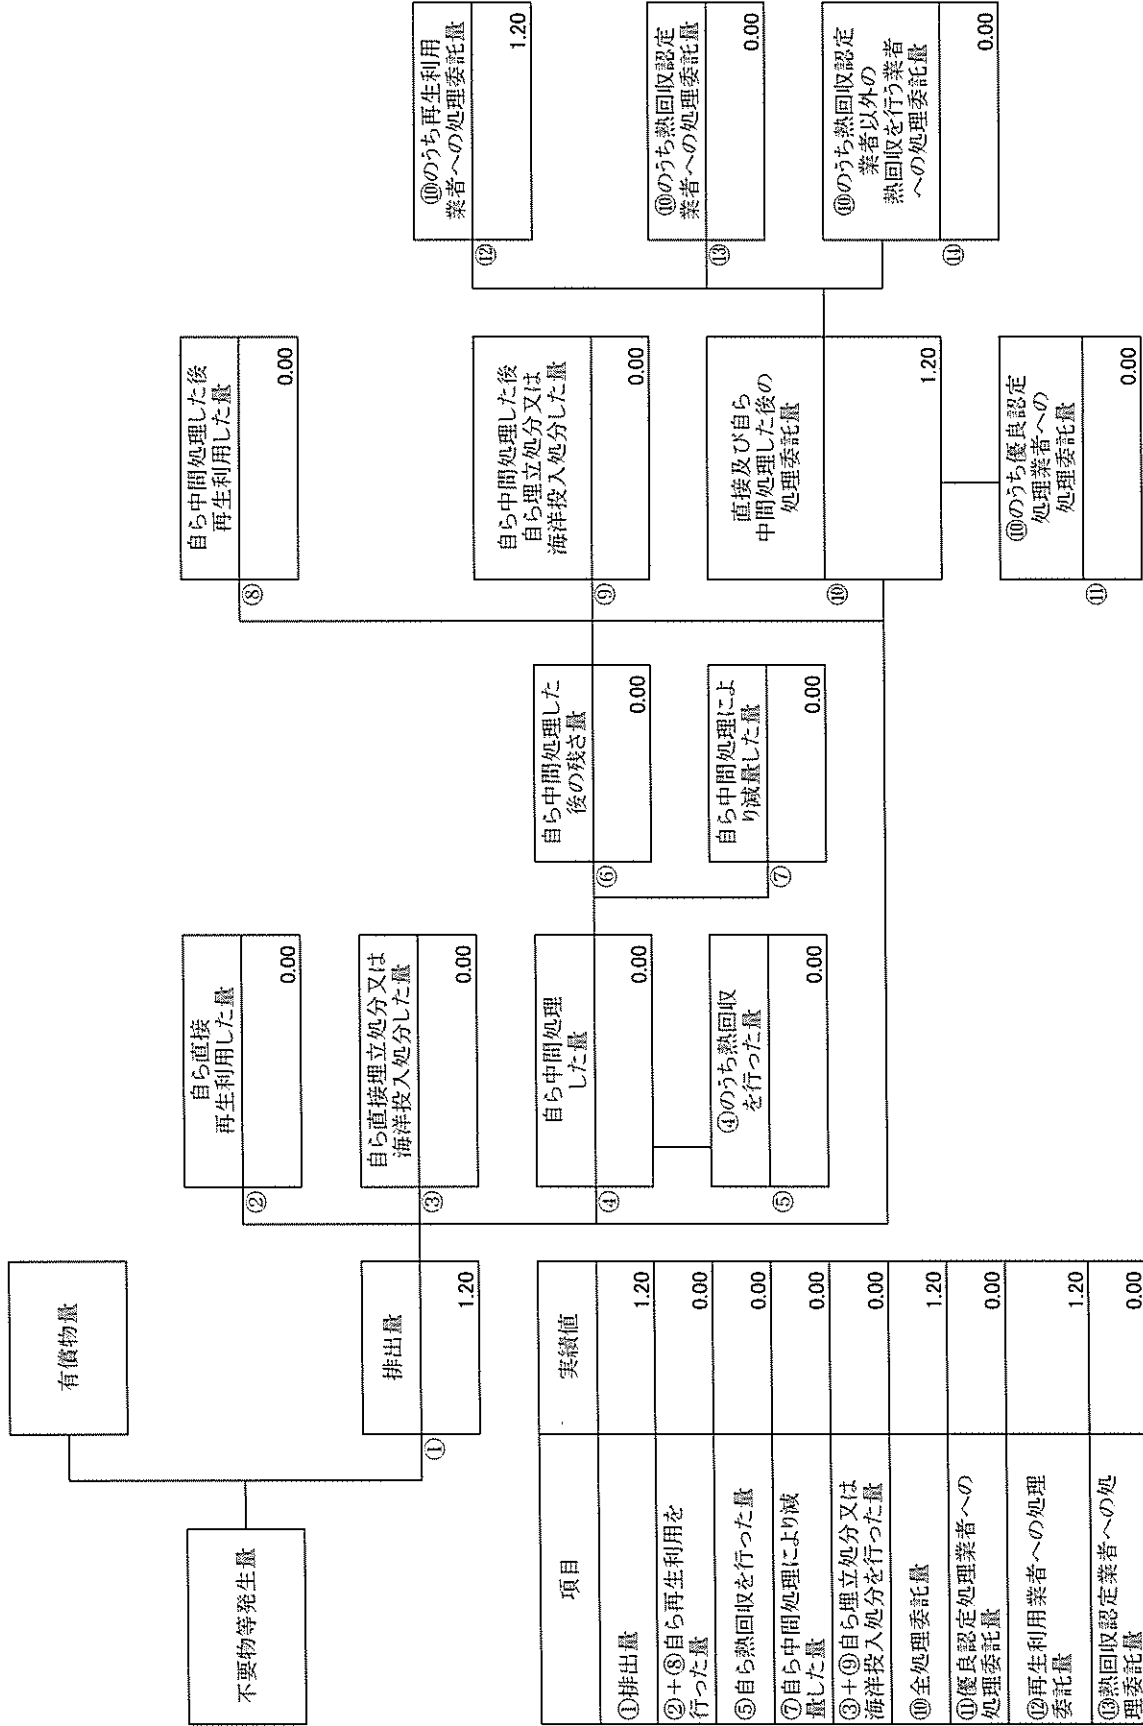 不要物等発生量
有償物量
排出量
①
1.20
自ら直接
再生利用した量
②
0.00
自ら直接埋立処分又は
海洋投入処分した量
③
0.00
自ら中間処理
した量
④
0.00
④のうち熱回収
を行った量
⑤
0.00
自ら中間処理した
後の残さ量
⑥
0.00
自ら中間処理によ
り減量した量
⑦
0.00
自ら中間処理した後
再生利用した量
⑧
0.00
自ら中間処理した後
自ら埋立処分又は
海洋投入処分した量
⑨
0.00
直接及び自ら
中間処理した後の
処理委託量
⑩
1.20
⑩のうち優良認定
処理業者への
処理委託量
⑪
0.00
⑩のうち再生利用
業者への処理委託量
⑫
1.20
⑩のうち熱回収認定
業者への処理委託量
⑬
0.00
⑩のうち熱回収認定
業者以外の
熱回収を行う業者
への処理委託量
⑭
0.00
項目 実績値
①排出量 1.20
②+⑧自ら再生利用を
行った量 0.00
⑤自ら熱回収を行った量 0.00
⑦自ら中間処理により減
量した量 0.00
③+⑨自ら埋立処分又は
海洋投入処分を行った量 0.00
⑩全処理委託量 1.20
⑪優良認定処理業者への
処理委託量 0.00
⑫再生利用業者への処理
委託量 1.20
⑬熱回収認定業者への処
理委託量 0.00